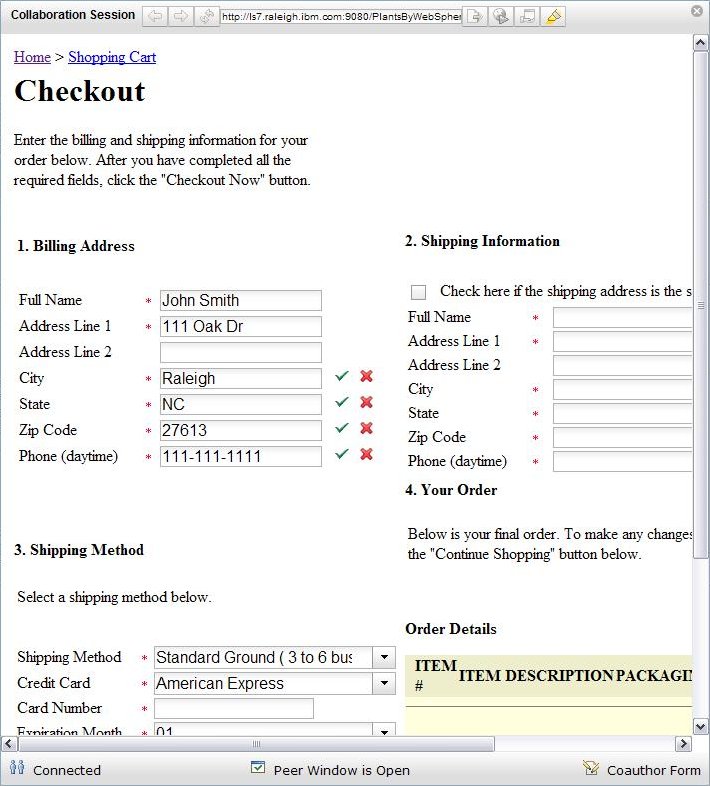 Collaboration Session
http://ls7.raleigh.ibm.com:9080/PlantsByWebSpher
Home > Shopping Cart
Checkout
Enter the billing and shipping information for your
order below. After you have completed all the
required fields, click the "Checkout Now" button.
1. Billing Address
Full Name * John Smith
Address Line 1 * 111 Oak Dr
Address Line 2
City * Raleigh
State * NC
Zip Code * 27613
Phone (daytime) * 111-111-1111
2. Shipping Information
Check here if the shipping address is the s
Full Name *
Address Line 1 *
Address Line 2
City *
State *
Zip Code *
Phone (daytime) *
3. Shipping Method
Select a shipping method below.
Shipping Method * Standard Ground ( 3 to 6 bus
Credit Card * American Express
Card Number *
Expiration Month * 01
4. Your Order
Below is your final order. To make any changes
the "Continue Shopping" button below.
Order Details
ITEM # ITEM DESCRIPTION PACKAGIN
Connected
Peer Window is Open
Coauthor Form